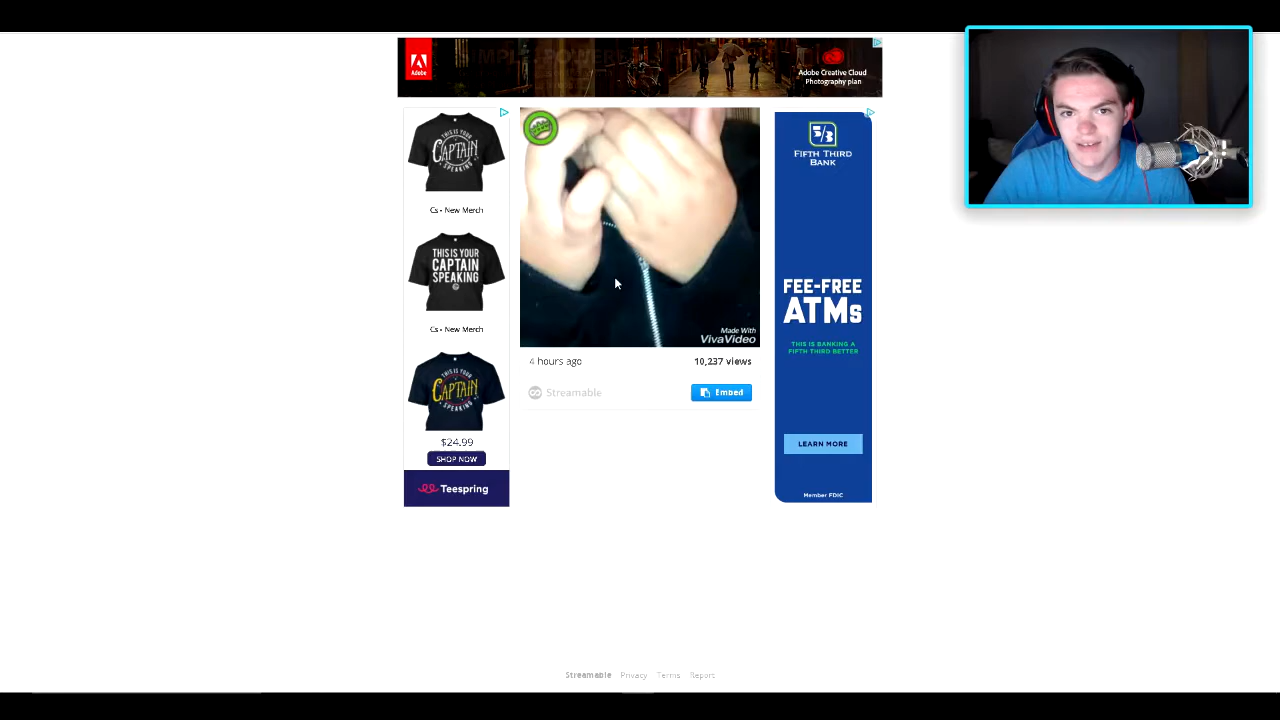 Adobe
Adobe Creative Cloud
Photography plan
THIS IS YOUR
CAPTAIN
SPEAKING
Cs - New Merch
THIS IS YOUR
CAPTAIN
SPEAKING
Cs - New Merch
THIS IS YOUR
CAPTAIN
SPEAKING
$24.99
SHOP NOW
Teespring
Made With
VivaVideo
4 hours ago
10,237 views
Streamable
Embed
5/3
FIFTH THIRD
BANK
FEE-FREE
ATMs
THIS IS BANKING A
FIFTH THIRD BETTER
LEARN MORE
Member FDIC
Streamable Privacy Terms Report